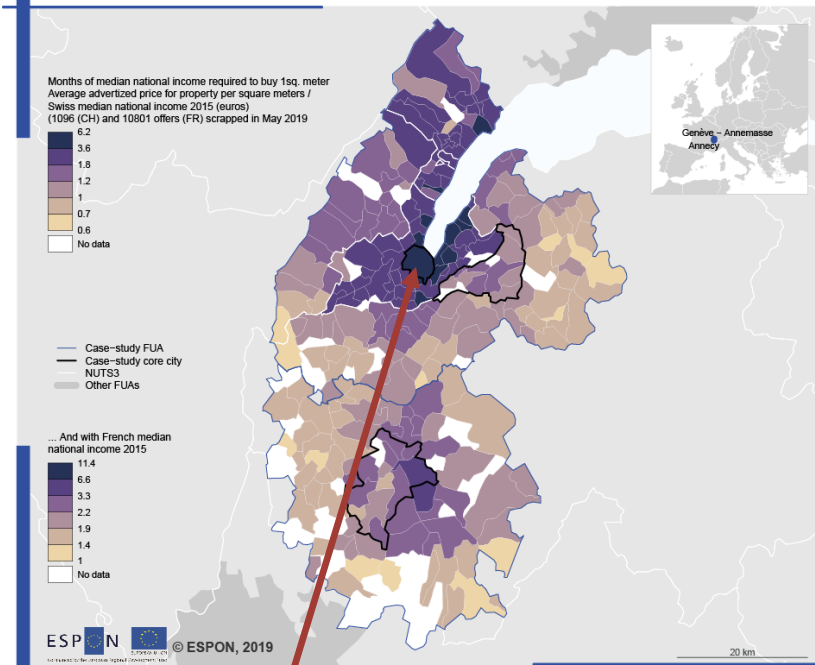 Months of median national income required to buy 1sq. meter
Average advertized price for property per square meters /
Swiss median national income 2015 (euros)
(1096 (CH) and 10801 offers (FR) scrapped in May 2019
6.2
3.6
1.8
1.2
1
0.7
0.6
No data
Genève – Annemasse
Annecy
Case–study FUA
Case–study core city
NUTS3
Other FUAs
... And with French median
national income 2015
11.4
6.6
3.3
2.2
1.9
1.4
1
No data
ESPON
© ESPON, 2019
20 km